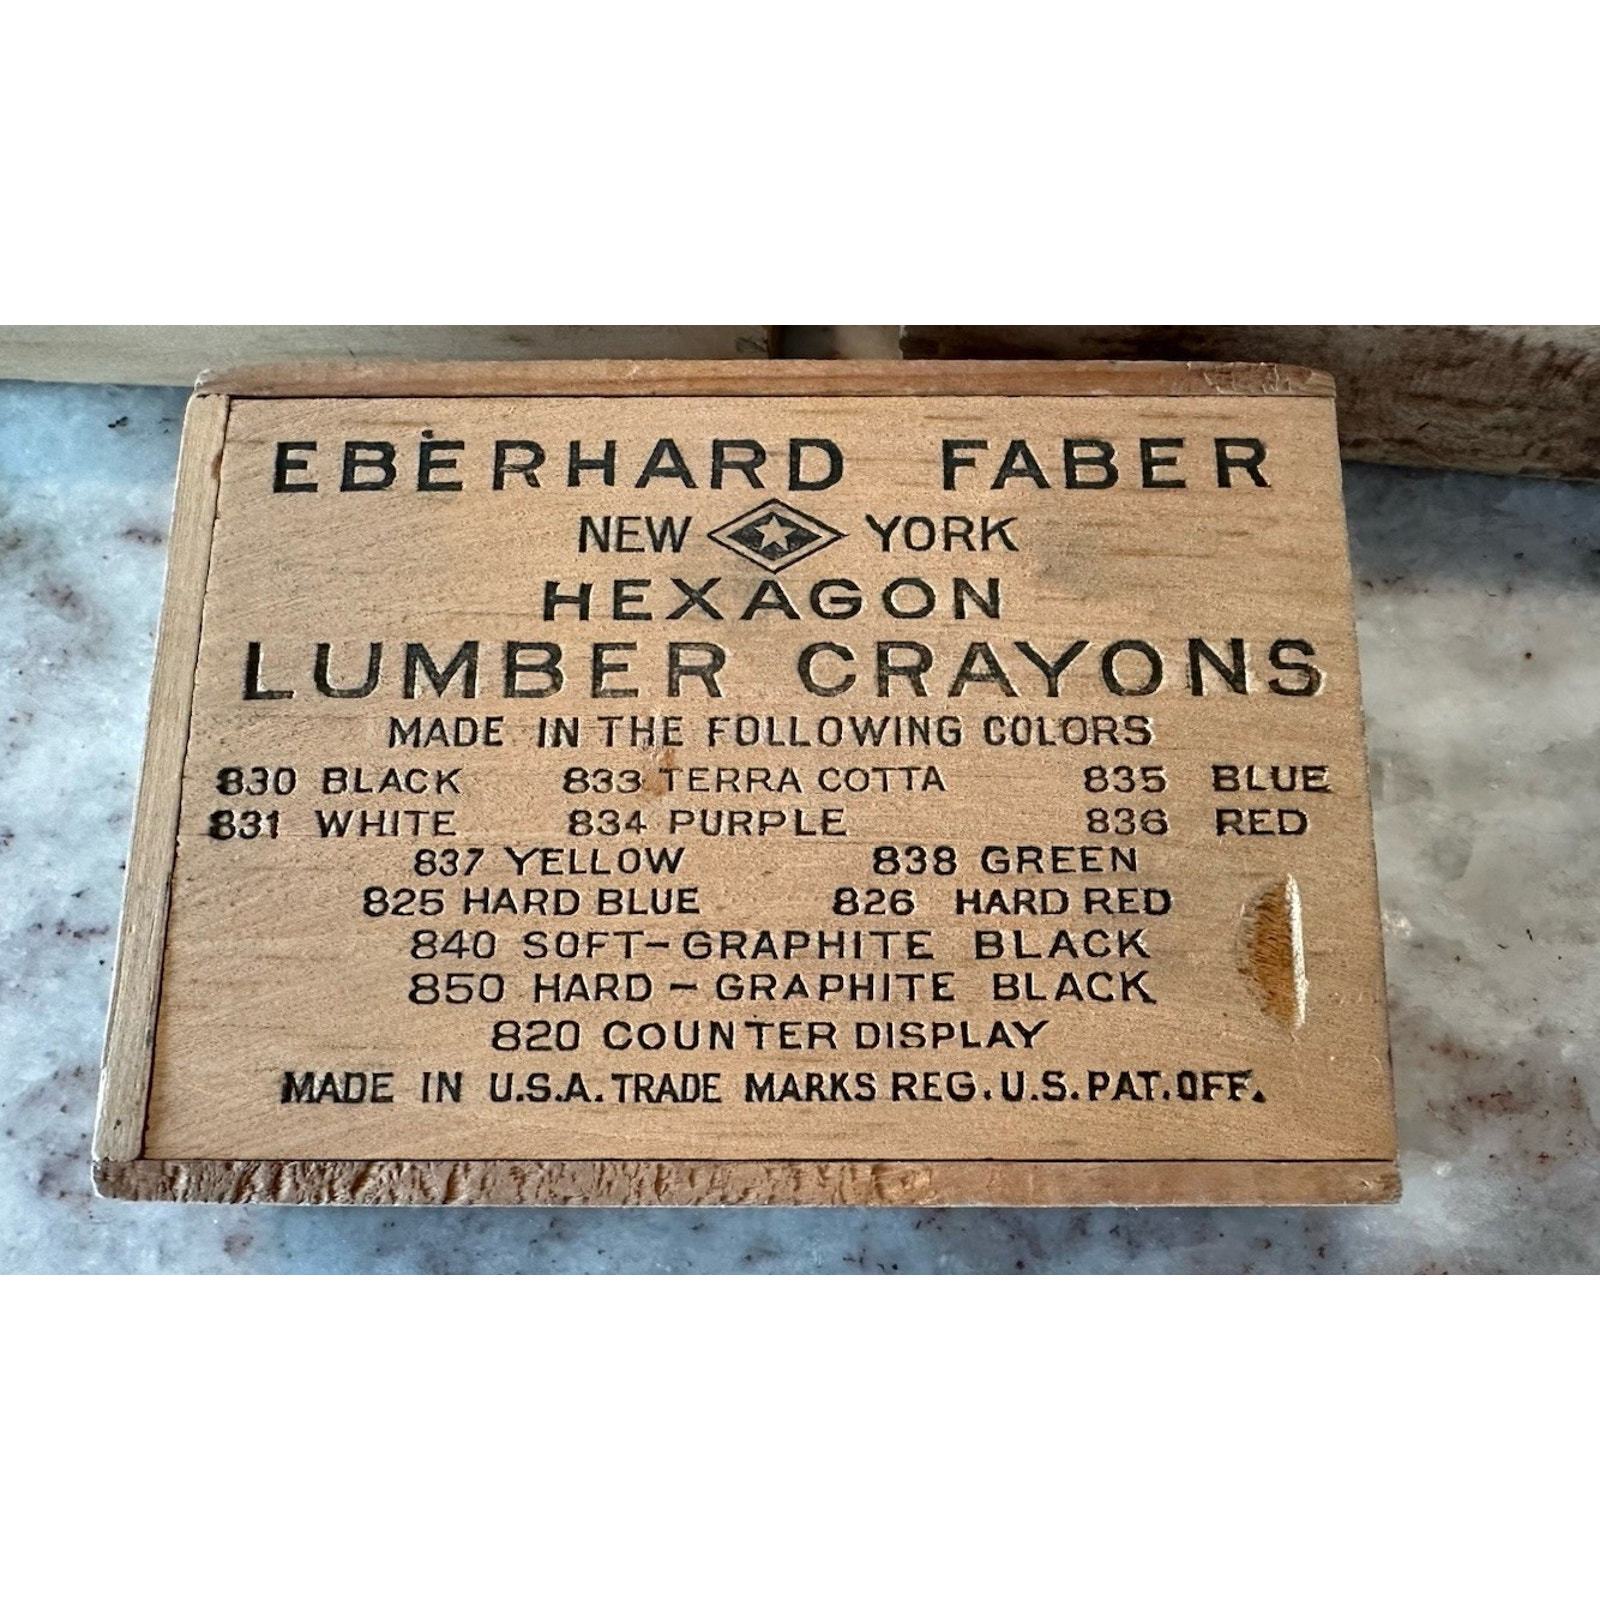 EBERHARD FABER
NEW YORK
HEXAGON
LUMBER CRAYONS
MADE IN THE FOLLOWING COLORS
830 BLACK 833 TERRA COTTA 835 BLUE
831 WHITE 834 PURPLE 836 RED
837 YELLOW 838 GREEN
825 HARD BLUE 826 HARD RED
840 SOFT-GRAPHITE BLACK
850 HARD-GRAPHITE BLACK
820 COUNTER DISPLAY
MADE IN U.S.A. TRADE MARKS REG. U.S. PAT. OFF.